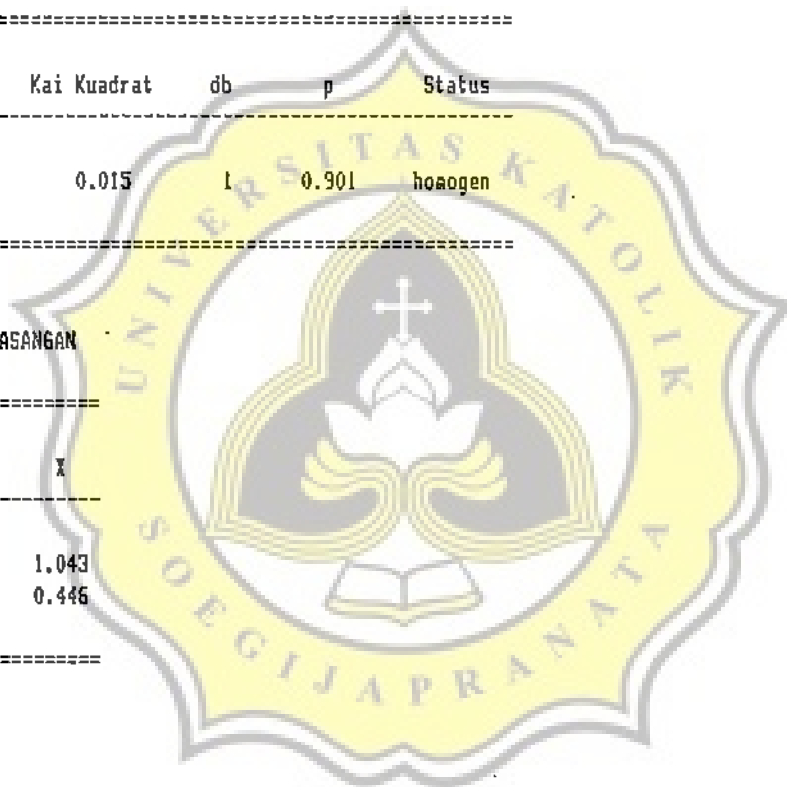 ====================================
Kai Kuadrat db p Status
------------------------------------
0.015 1 0.901 homogen
====================================
ASANGAN
=========
X
---------
1.043
0.446
=========
UNIVERSITAS KATOLIK
SOEGIJAPRANATA